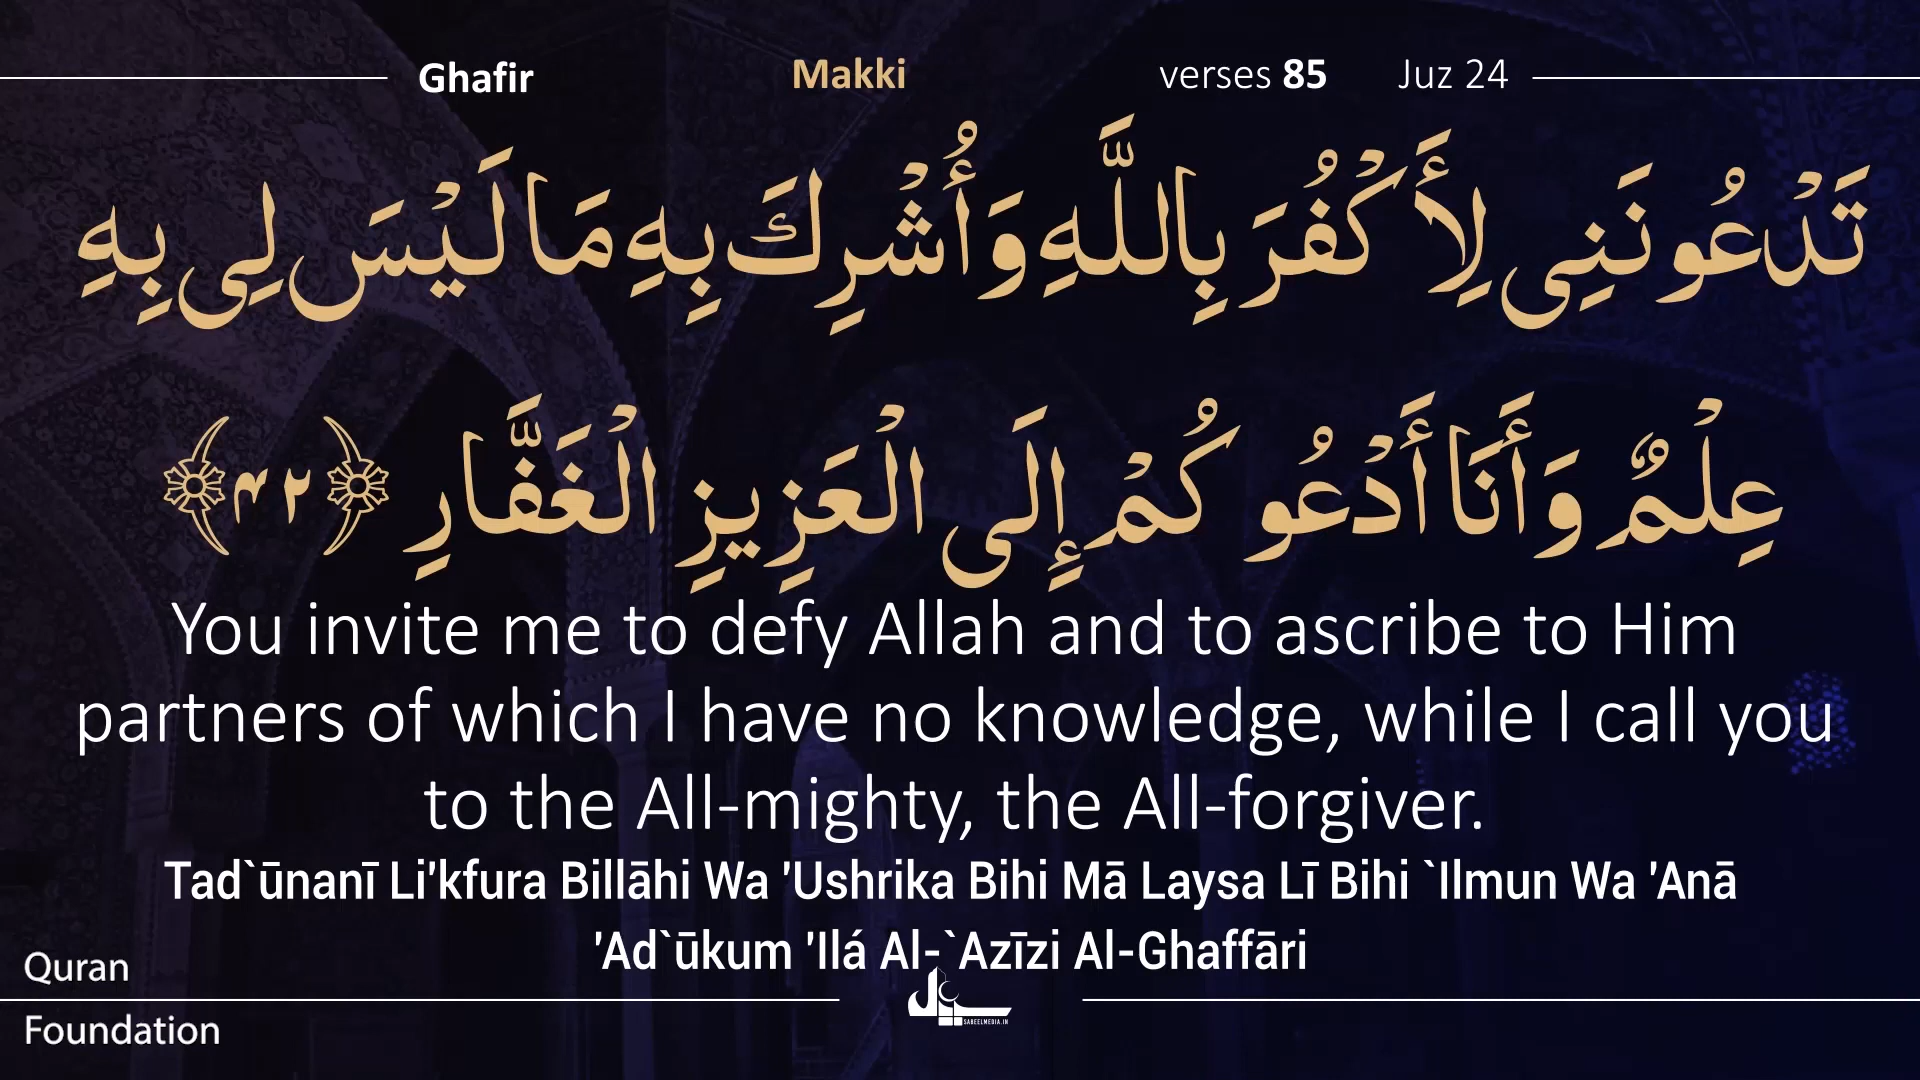 Ghafir Makki verses 85 Juz 24
تَدْعُونَنِی لِأَکْفُرَ بِاللَّهِ وَأُشْرِكَ بِهِ مَا لَیْسَ لِی بِهِ
عِلْمٌ وَأَنَا أَدْعُوکُمْ إِلَی الْعَزِیزِ الْغَفَّارِ ﴿۴۲﴾
You invite me to defy Allah and to ascribe to Him
partners of which I have no knowledge, while I call you
to the All-mighty, the All-forgiver.
Tad`ūnanī Li'kfura Billāhi Wa 'Ushrika Bihi Mā Laysa Lī Bihi `Ilmun Wa 'Anā
'Ad`ūkum 'Ilá Al-`Azīzi Al-Ghaffāri
Quran
Foundation
SABEELMEDIA.IN